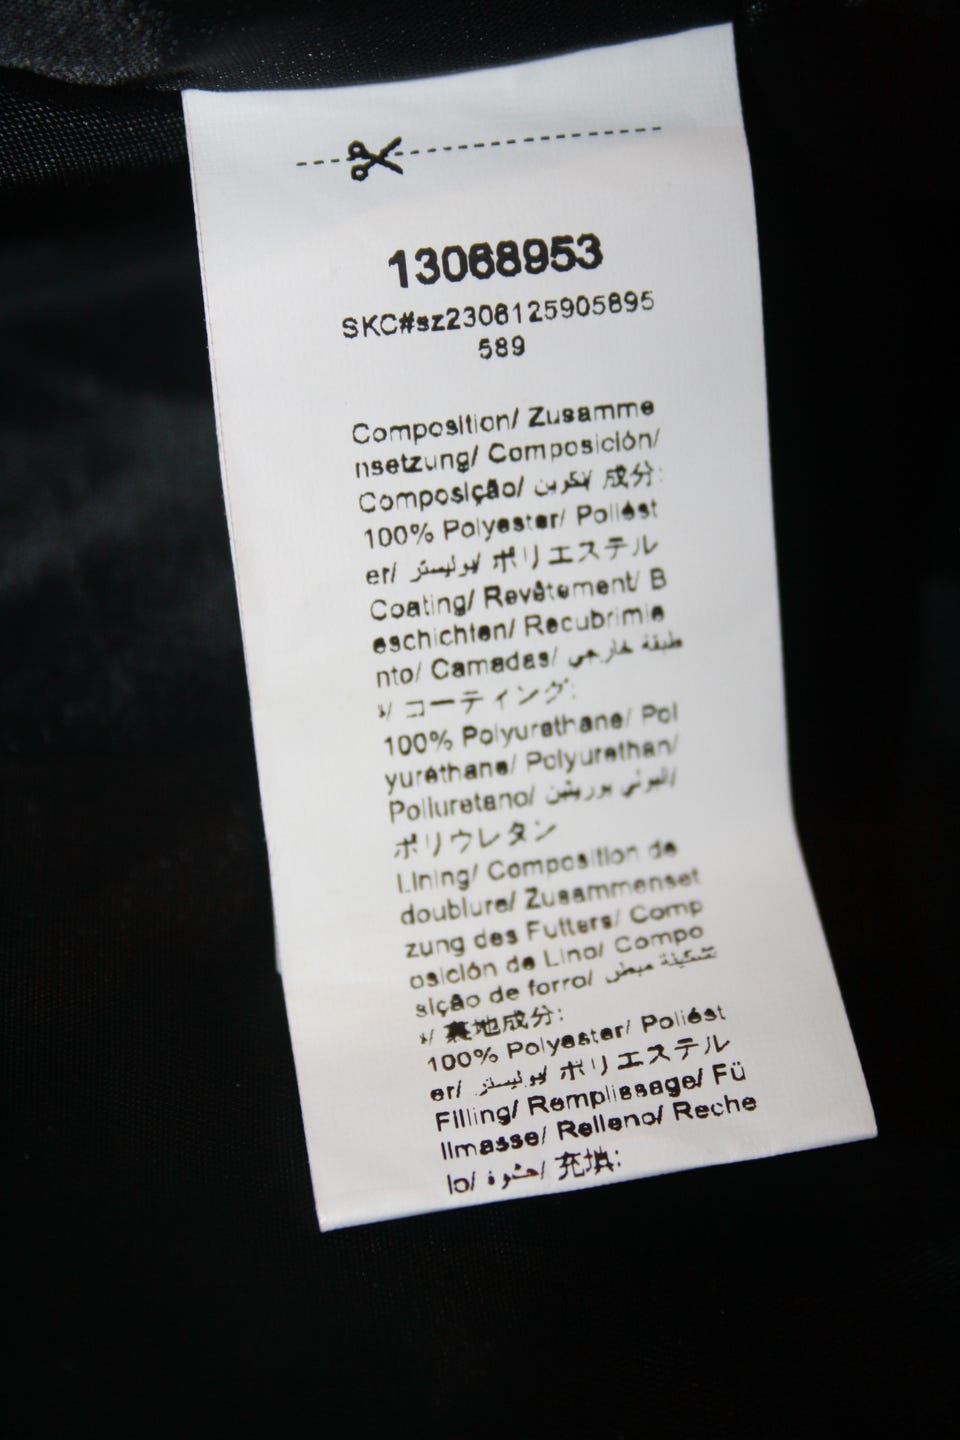 13068953
SKC#sz2308125905895
589
Composition/ Zusamme
nsetzung/ Composición/
Composição/ تكوين/ 成分:
100% Polyester/ Poliést
er/ بوليستر/ ポリエステル
Coating/ Revêtement/ B
eschichten/ Recubrimie
nto/ Camadas/ طبقة خارجي
ة/ コーティング:
100% Polyurethane/ Pol
yuréthane/ Polyurethan/
Poliuretano/ البولي يوريثين/
ポリウレタン
Lining/ Composition de
doublure/ Zusammenset
zung des Futters/ Comp
osición de Lino/ Compo
sição de forro/ تشكيلة مبطن
ة/ 裏地成分:
100% Polyester/ Poliést
er/ بوليستر/ ポリエステル
Filling/ Remplissage/ Fü
llmasse/ Relleno/ Reche
io/ حشوة/ 充填: